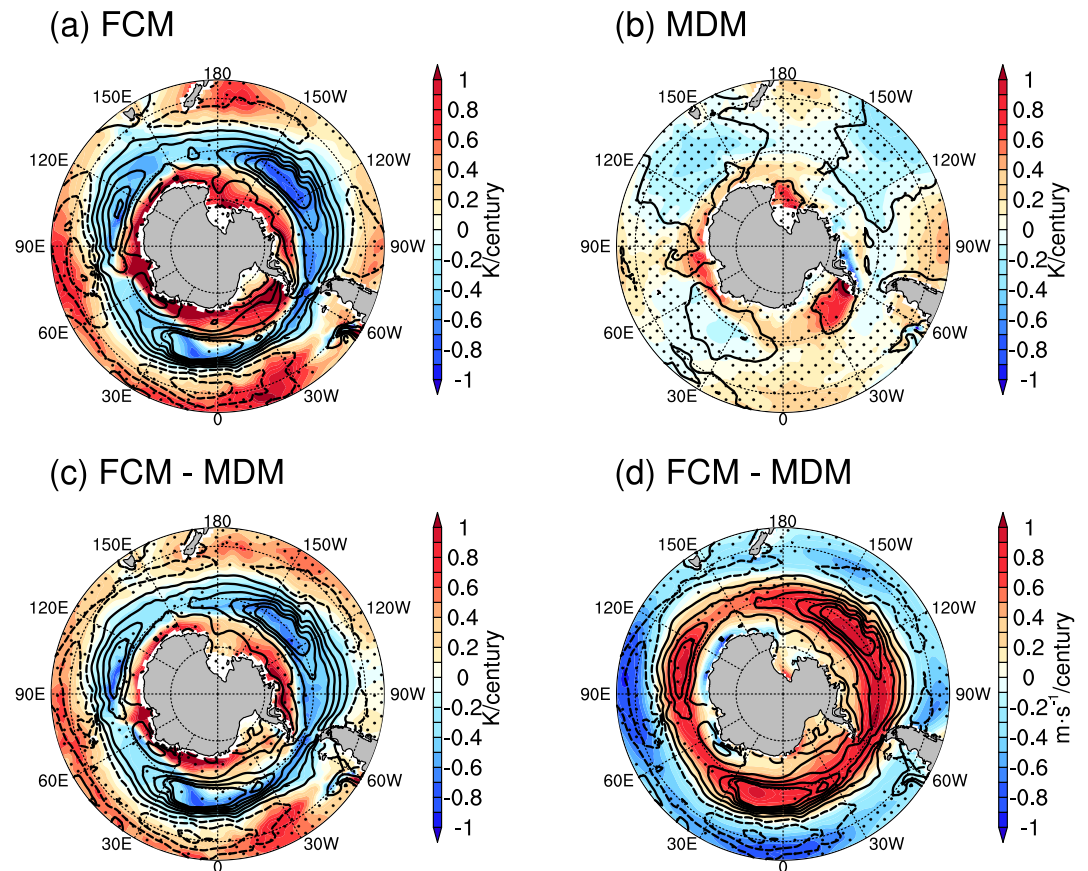 (a) FCM
(b) MDM
180
150W
120W
90W
60W
30W
0
30E
60E
90E
120E
150E
1
0.8
0.6
0.4
0.2
0
-0.2
-0.4
-0.6
-0.8
-1
K/century
180
150W
120W
90W
60W
30W
0
30E
60E
90E
120E
150E
1
0.8
0.6
0.4
0.2
0
-0.2
-0.4
-0.6
-0.8
-1
K/century
(c) FCM - MDM
(d) FCM - MDM
180
150W
120W
90W
60W
30W
0
30E
60E
90E
120E
150E
1
0.8
0.6
0.4
0.2
0
-0.2
-0.4
-0.6
-0.8
-1
K/century
180
150W
120W
90W
60W
30W
0
30E
60E
90E
120E
150E
1
0.8
0.6
0.4
0.2
0
-0.2
-0.4
-0.6
-0.8
-1
m·s⁻¹/century